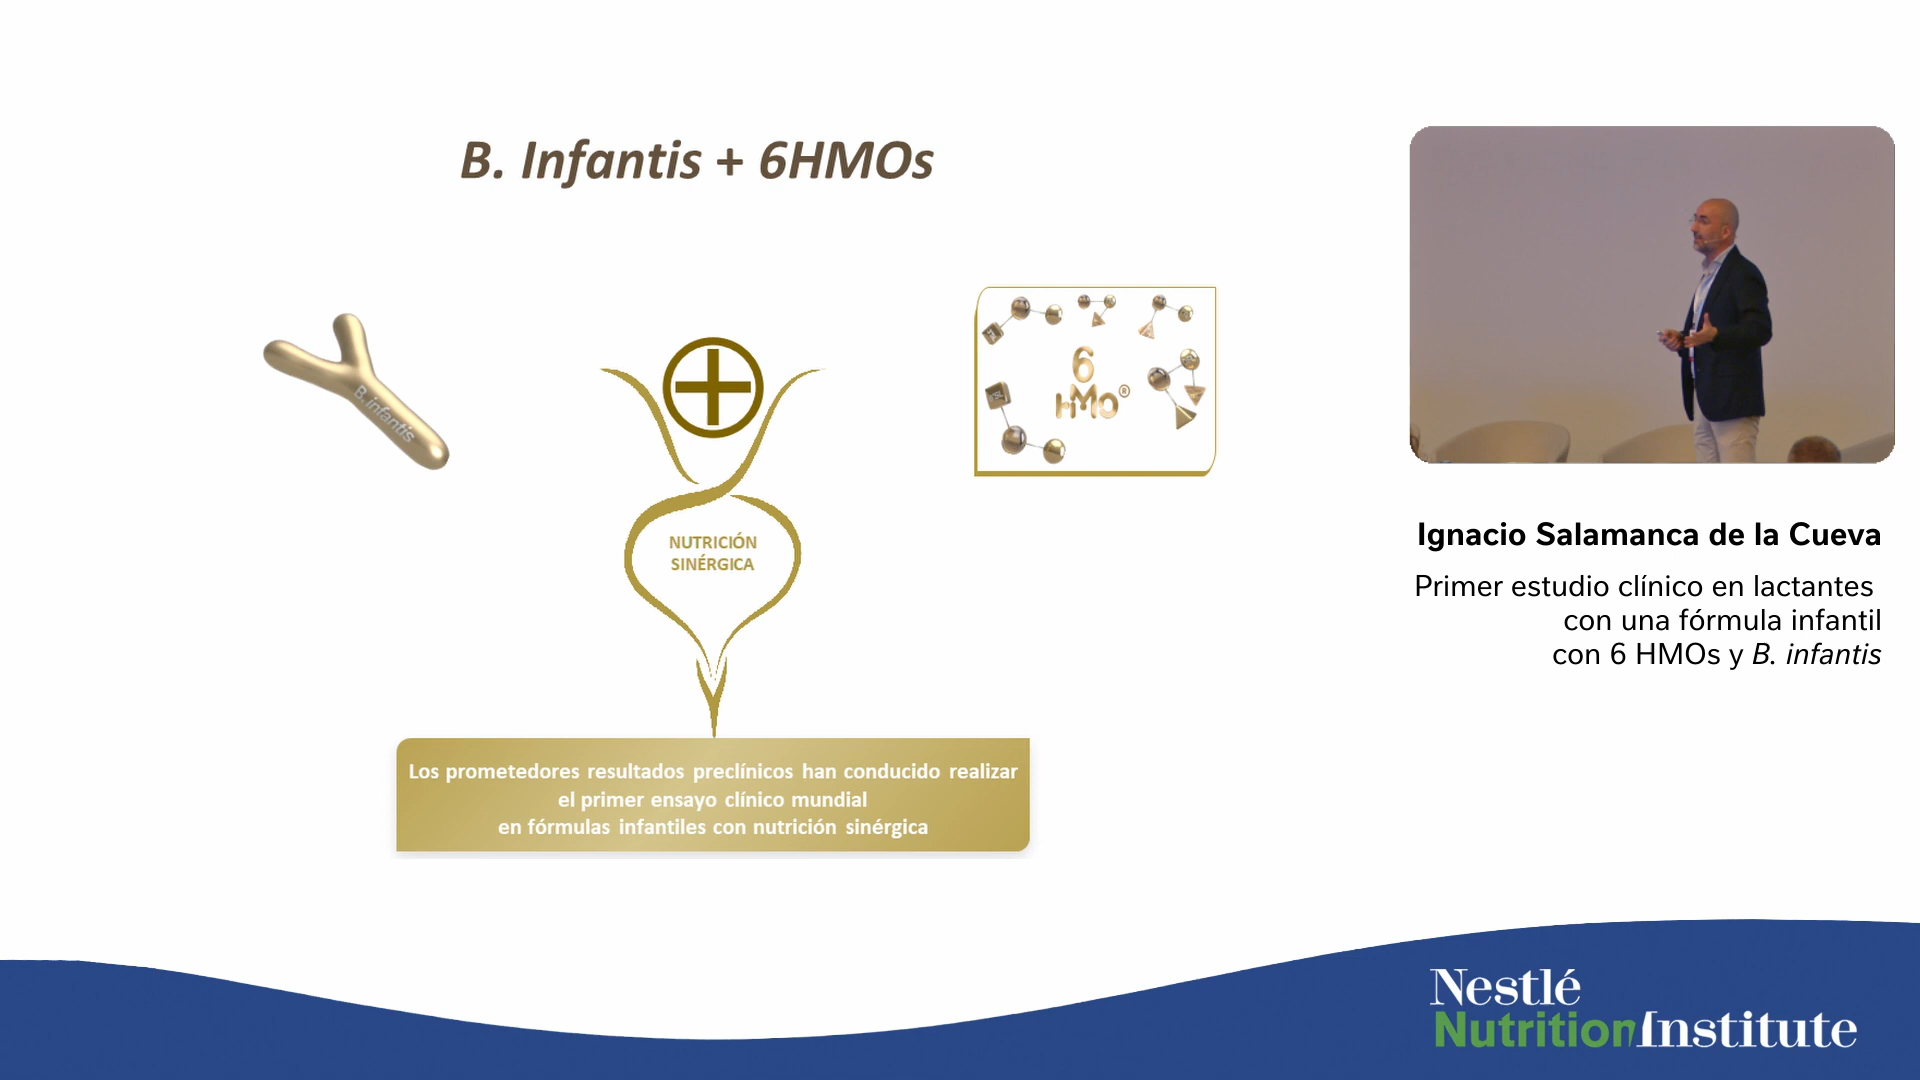 B. Infantis + 6HMOs
B. infantis
6
HMO®
NUTRICIÓN
SINÉRGICA
Los prometedores resultados preclínicos han conducido realizar
el primer ensayo clínico mundial
en fórmulas infantiles con nutrición sinérgica
Ignacio Salamanca de la Cueva
Primer estudio clínico en lactantes
con una fórmula infantil
con 6 HMOs y B. infantis
Nestlé
NutritionInstitute